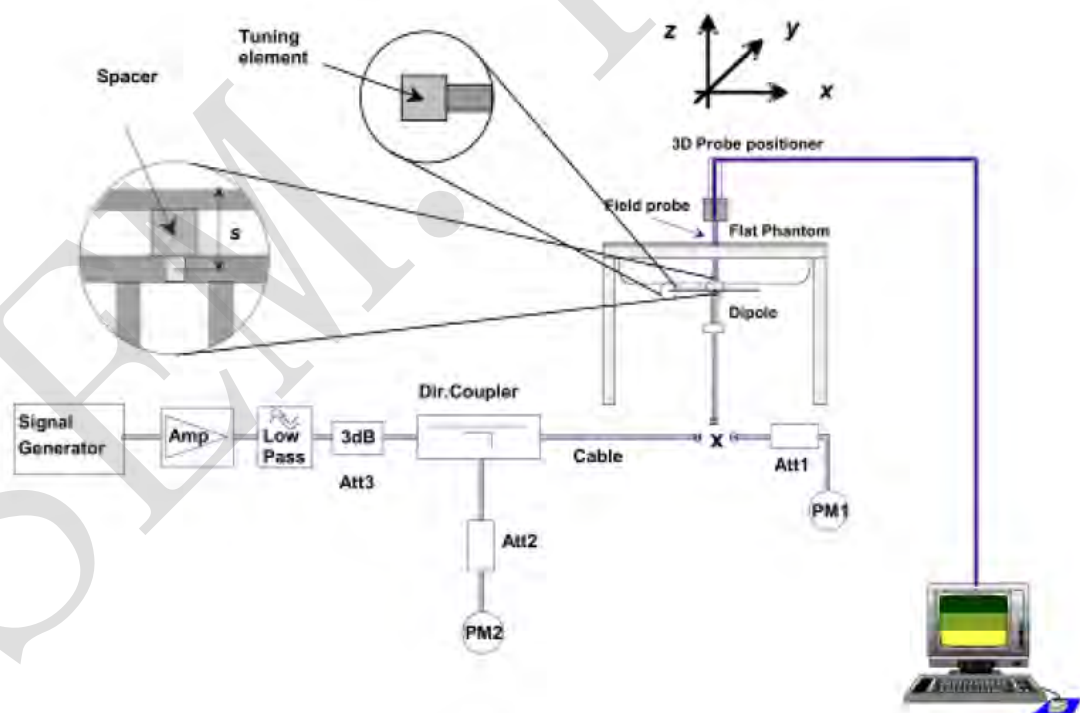 Tuning
element
Spacer
z
y
x
3D Probe positioner
Field probe
Flat Phantom
s
Dipole
Dir.Coupler
Signal
Generator
Amp
Low
Pass
3dB
Att3
Cable
x
Att1
PM1
Att2
PM2